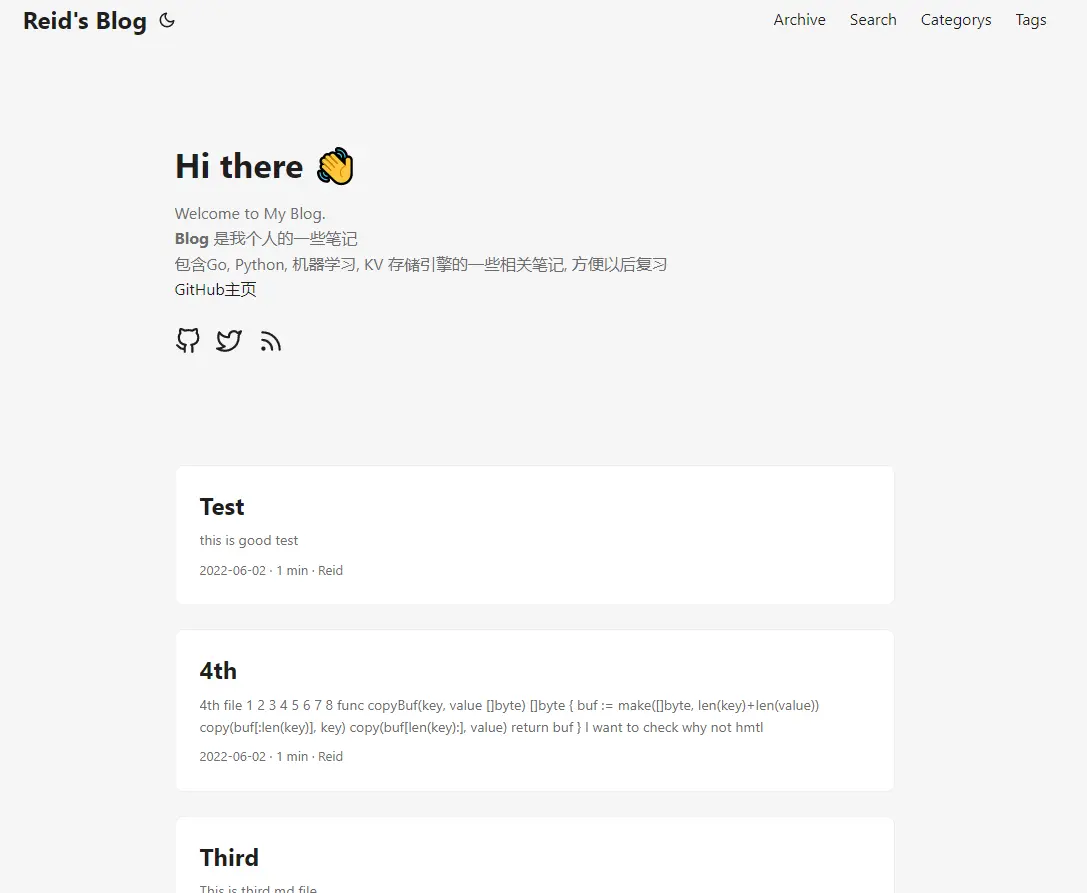 Reid's Blog
Archive Search Categorys Tags
Hi there 👋
Welcome to My Blog.
Blog 是我个人的一些笔记
包含Go, Python, 机器学习, KV 存储引擎的一些相关笔记, 方便以后复习
GitHub主页
Test
this is good test
2022-06-02 · 1 min · Reid
4th
4th file 1 2 3 4 5 6 7 8 func copyBuf(key, value []byte) []byte { buf := make([]byte, len(key)+len(value))
copy(buf[:len(key)], key) copy(buf[len(key):], value) return buf } I want to check why not hmtl
2022-06-02 · 1 min · Reid
Third
This is third md file